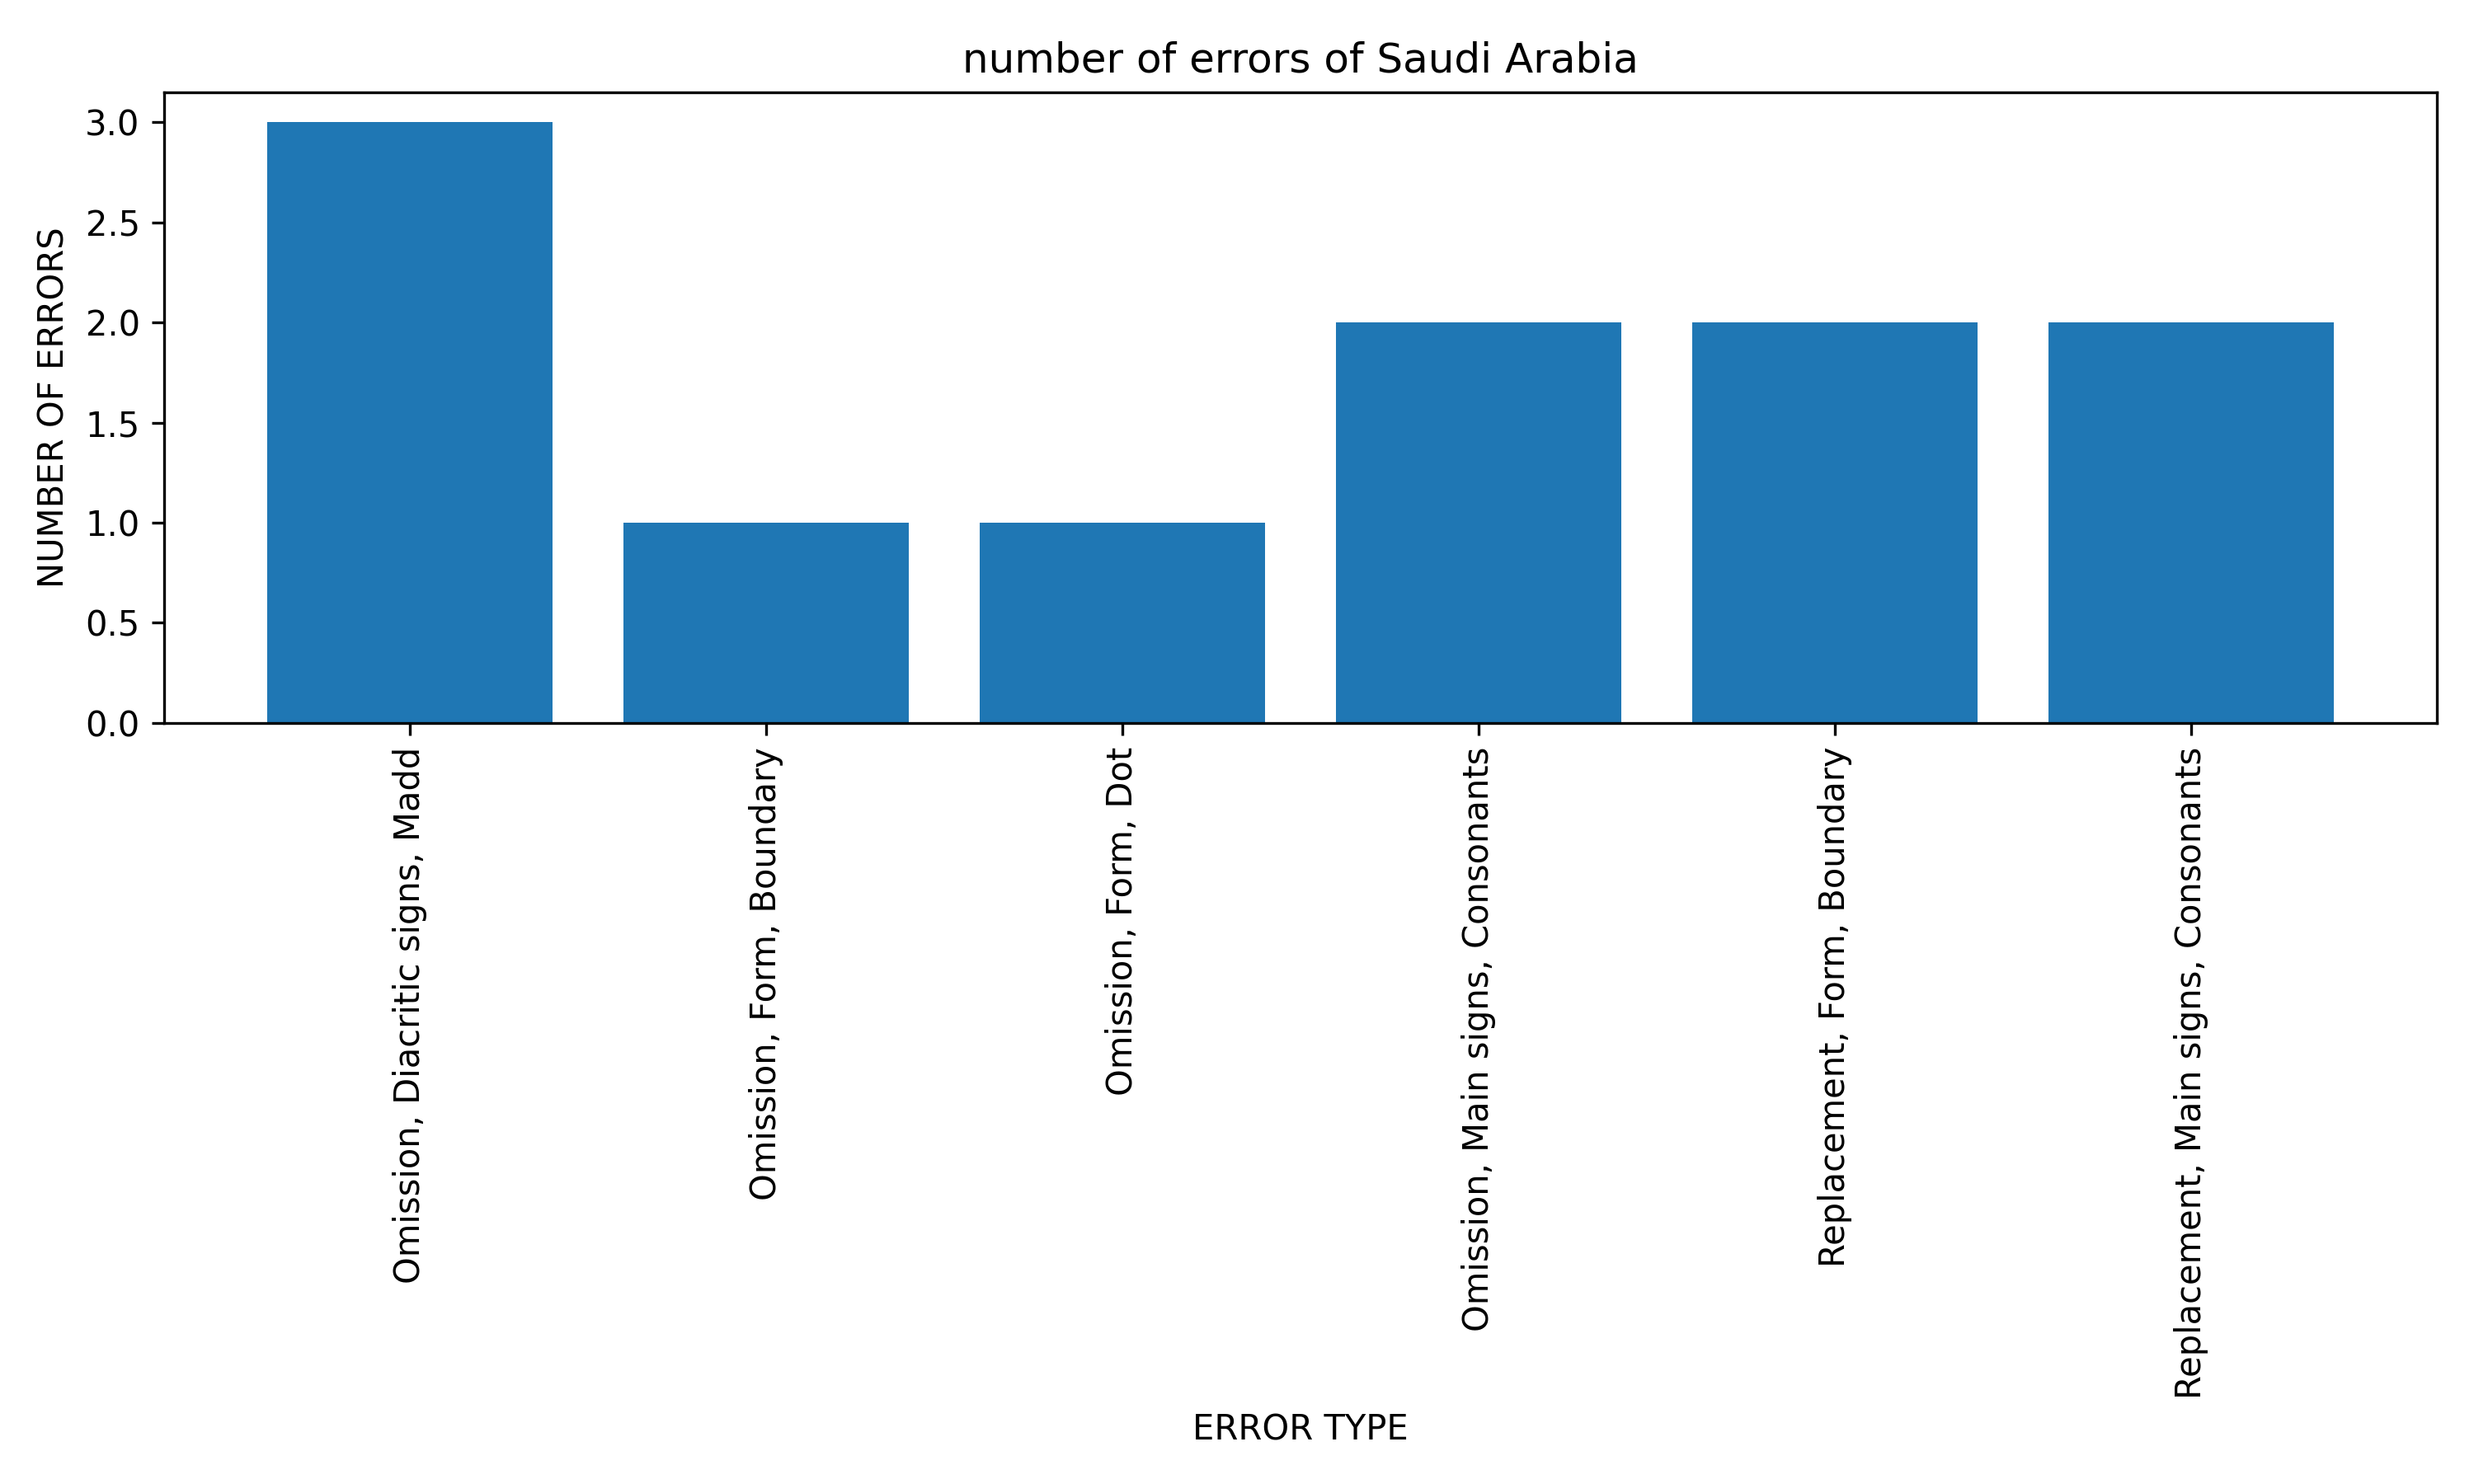 number of errors of Saudi Arabia
NUMBER OF ERRORS
3.0
2.5
2.0
1.5
1.0
0.5
0.0
Omission, Diacritic signs, Madd
Omission, Form, Boundary
Omission, Form, Dot
Omission, Main signs, Consonants
Replacement, Form, Boundary
Replacement, Main signs, Consonants
ERROR TYPE